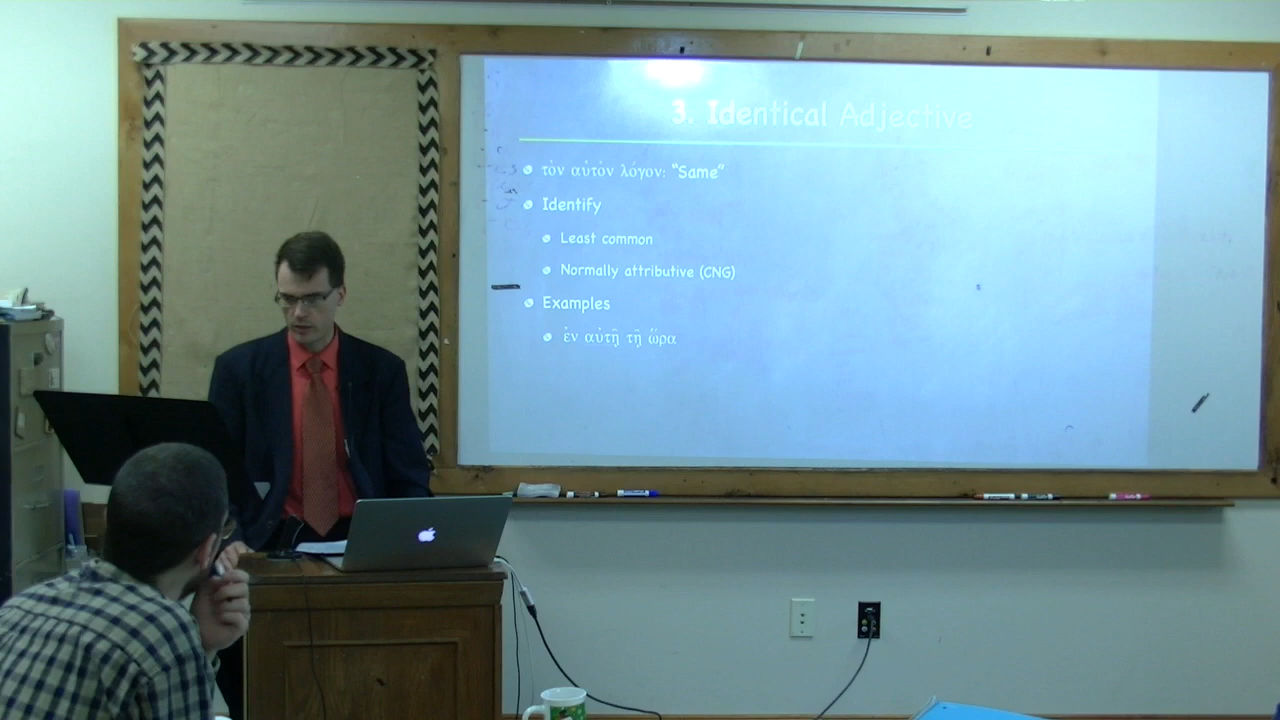 3. Identical Adjective
τὸν αὐτὸν λόγον: “Same”
Identify
Least common
Normally attributive (CNG)
Examples
ἐν αὐτῇ τῇ ὥρα